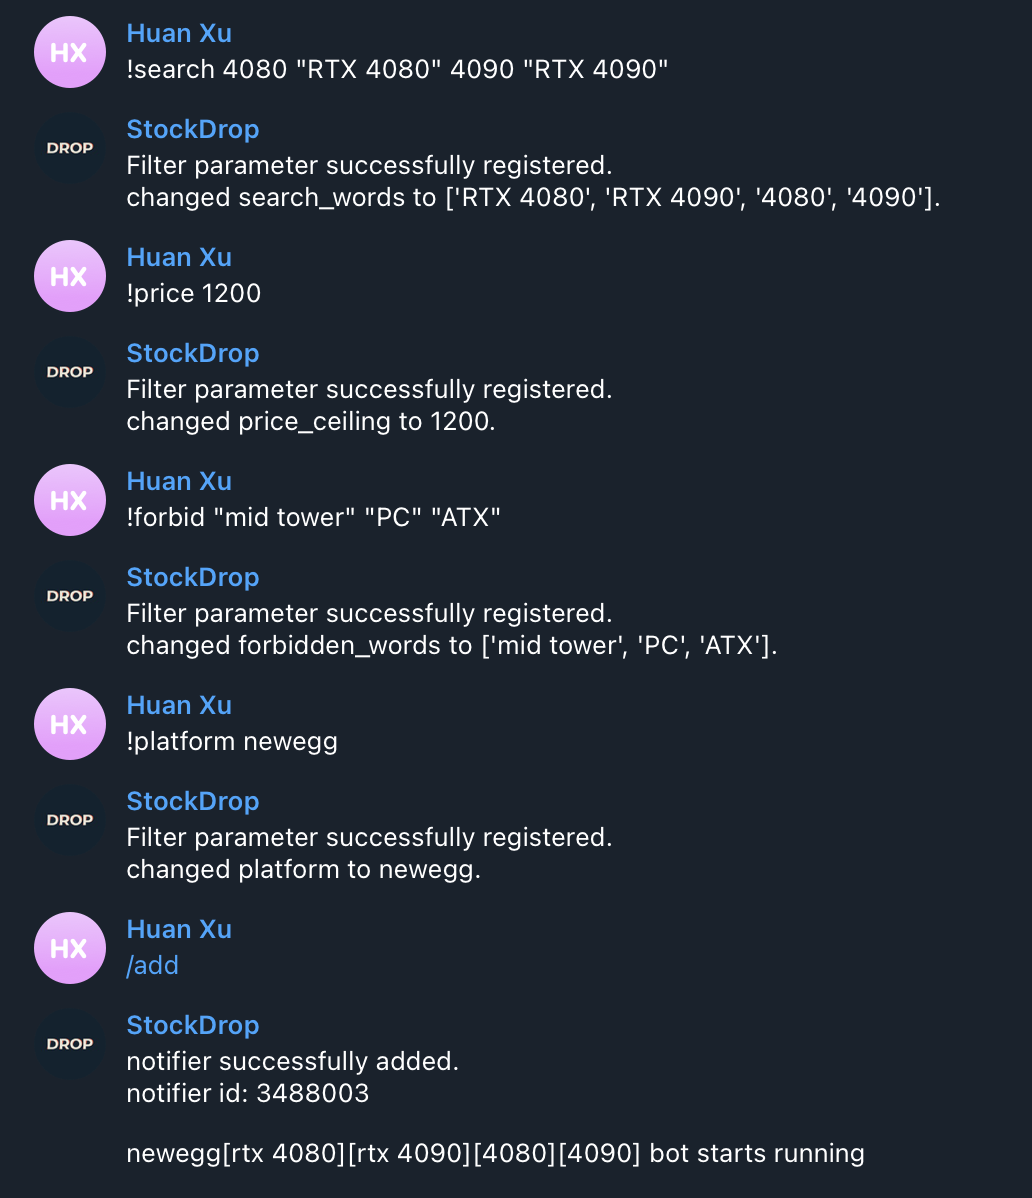 HX
Huan Xu
!search 4080 "RTX 4080" 4090 "RTX 4090"
DROP
StockDrop
Filter parameter successfully registered.
changed search_words to ['RTX 4080', 'RTX 4090', '4080', '4090'].
HX
Huan Xu
!price 1200
DROP
StockDrop
Filter parameter successfully registered.
changed price_ceiling to 1200.
HX
Huan Xu
!forbid "mid tower" "PC" "ATX"
DROP
StockDrop
Filter parameter successfully registered.
changed forbidden_words to ['mid tower', 'PC', 'ATX'].
HX
Huan Xu
!platform newegg
DROP
StockDrop
Filter parameter successfully registered.
changed platform to newegg.
HX
Huan Xu
/add
DROP
StockDrop
notifier successfully added.
notifier id: 3488003
newegg[rtx 4080][rtx 4090][4080][4090] bot starts running